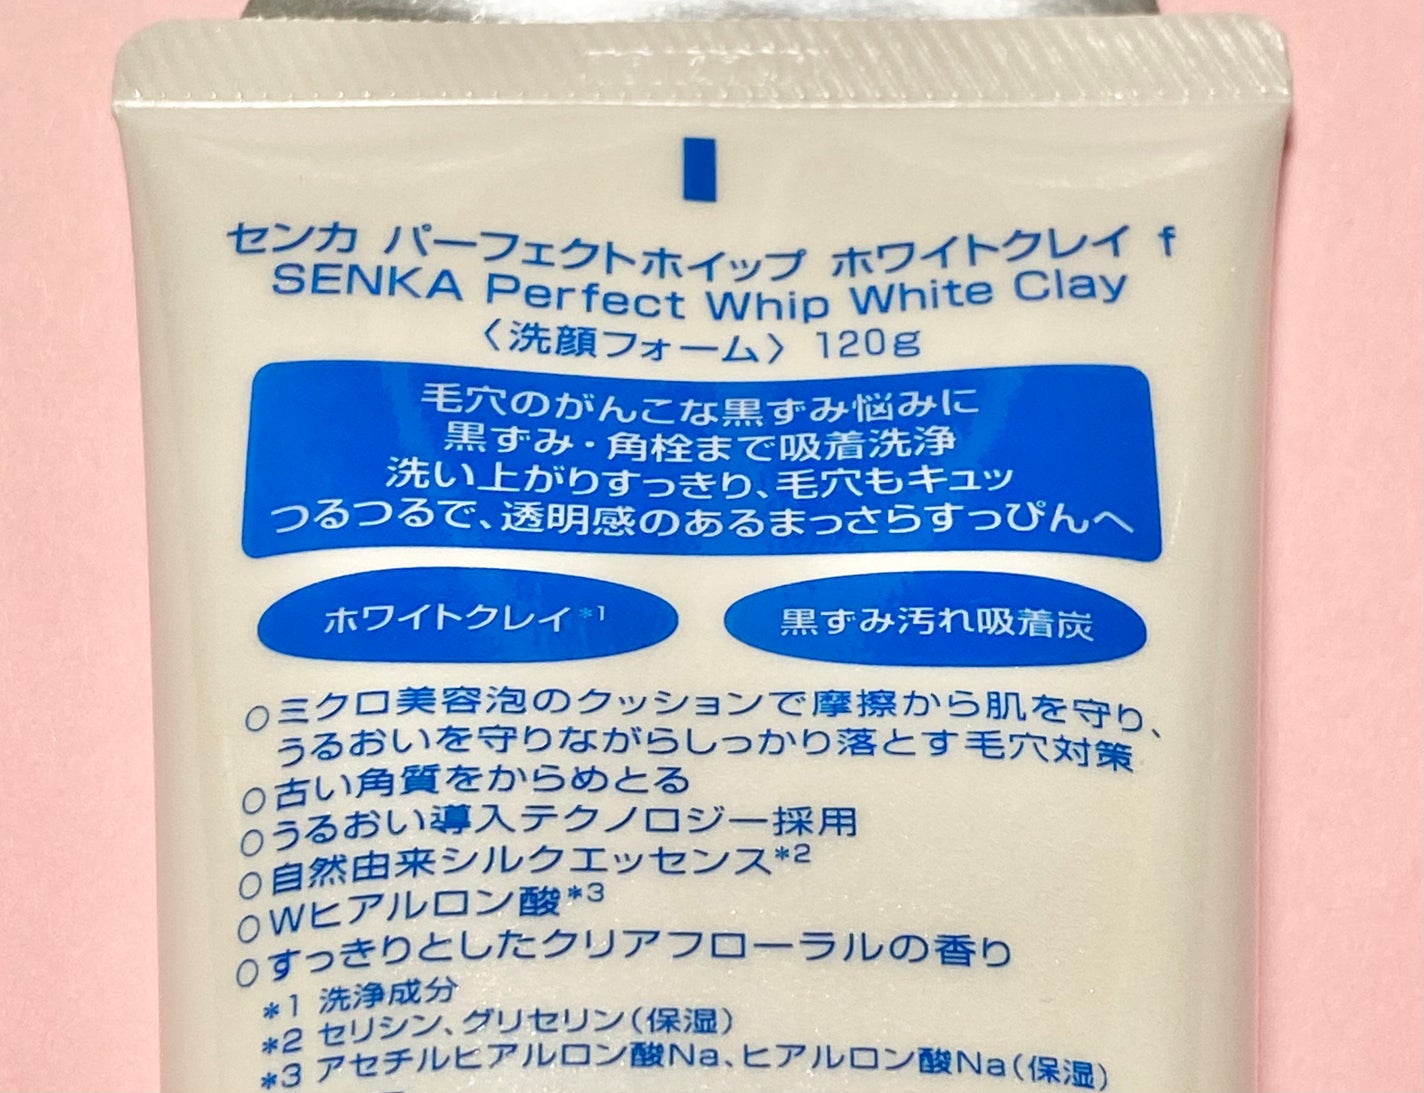 センカ パーフェクトホイップ ホワイトクレイ f
SENKA Perfect Whip White Clay
〈洗顔フォーム〉120g
毛穴のがんこな黒ずみ悩みに
黒ずみ・角栓まで吸着洗浄
洗い上がりすっきり、毛穴もキュッ
つるつるで、透明感のあるまっさらすっぴんへ
ホワイトクレイ*1
黒ずみ汚れ吸着炭
○ミクロ美容泡のクッションで摩擦から肌を守り、
うるおいを守りながらしっかり落とす毛穴対策
○古い角質をからめとる
○うるおい導入テクノロジー採用
○自然由来シルクエッセンス*2
○Wヒアルロン酸*3
○すっきりとしたクリアフローラルの香り
*1 洗浄成分
*2 セリシン、グリセリン(保湿)
*3 アセチルヒアルロン酸Na、ヒアルロン酸Na(保湿)